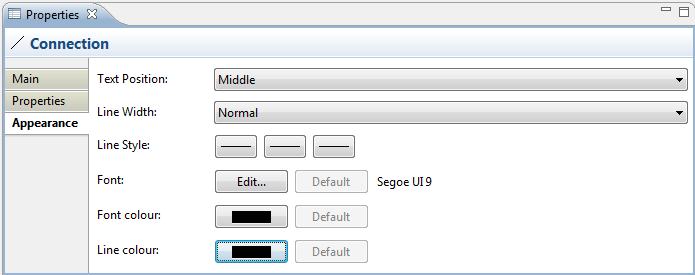 Properties
Connection
Main
Properties
Appearance
Text Position: Middle
Line Width: Normal
Line Style:
Font: Edit... Default Segoe UI 9
Font colour: Default
Line colour: Default